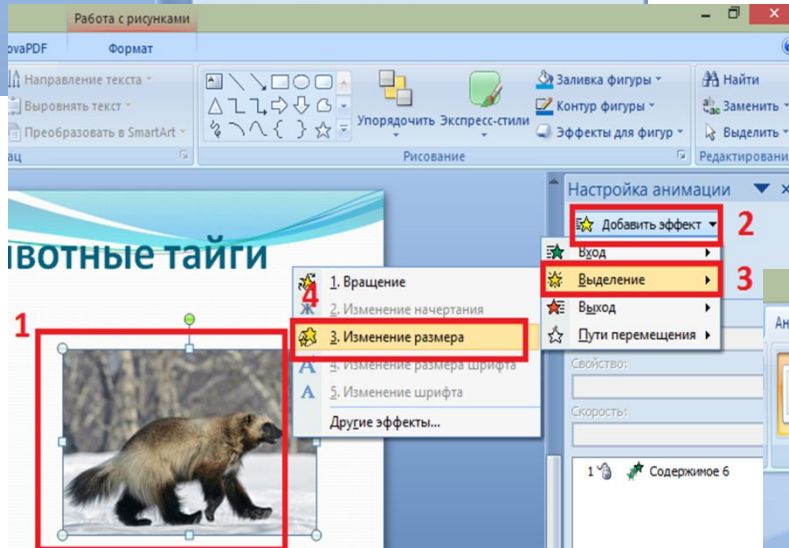 Работа с рисунками
ovaPDF Формат
Направление текста
Выровнять текст
Преобразовать в SmartArt
ац
Упорядочить Экспресс-стили
Рисование
Заливка фигуры
Контур фигуры
Эффекты для фигур
Найти
Заменить
Выделить
Редактировани
Настройка анимации
Добавить эффект 2
Вход
Выделение 3
Выход
Пути перемещения
Свойство:
Скорость:
1 Содержимое 6
ивотные тайги
1
4
1. Вращение
2. Изменение начертания
3. Изменение размера
4. Изменение размера шрифта
5. Изменение шрифта
Другие эффекты...
Ан